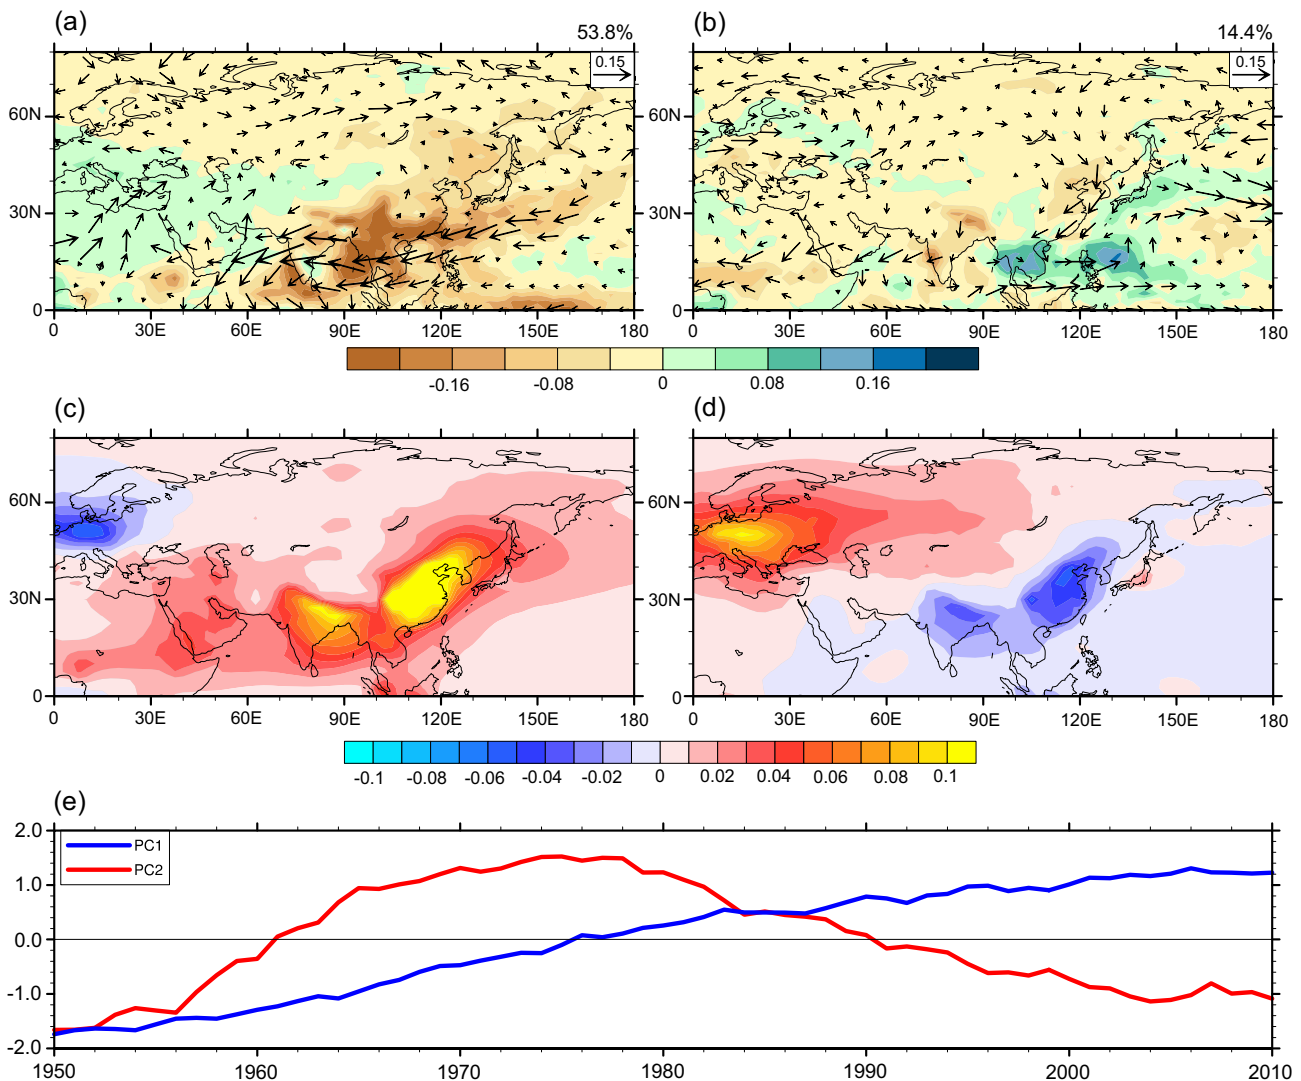 (a) (b)
53.8% 14.4%
0.15 0.15
60N
30N
0
0 30E 60E 90E 120E 150E 180 0 30E 60E 90E 120E 150E 180
-0.16 -0.08 0 0.08 0.16
(c) (d)
60N 60N
30N 30N
0 0
0 30E 60E 90E 120E 150E 180 0 30E 60E 90E 120E 150E 180
-0.1 -0.08 -0.06 -0.04 -0.02 0 0.02 0.04 0.06 0.08 0.1
(e)
2.0
PC1
PC2
1.0
0.0
-1.0
-2.0
1950 1960 1970 1980 1990 2000 2010